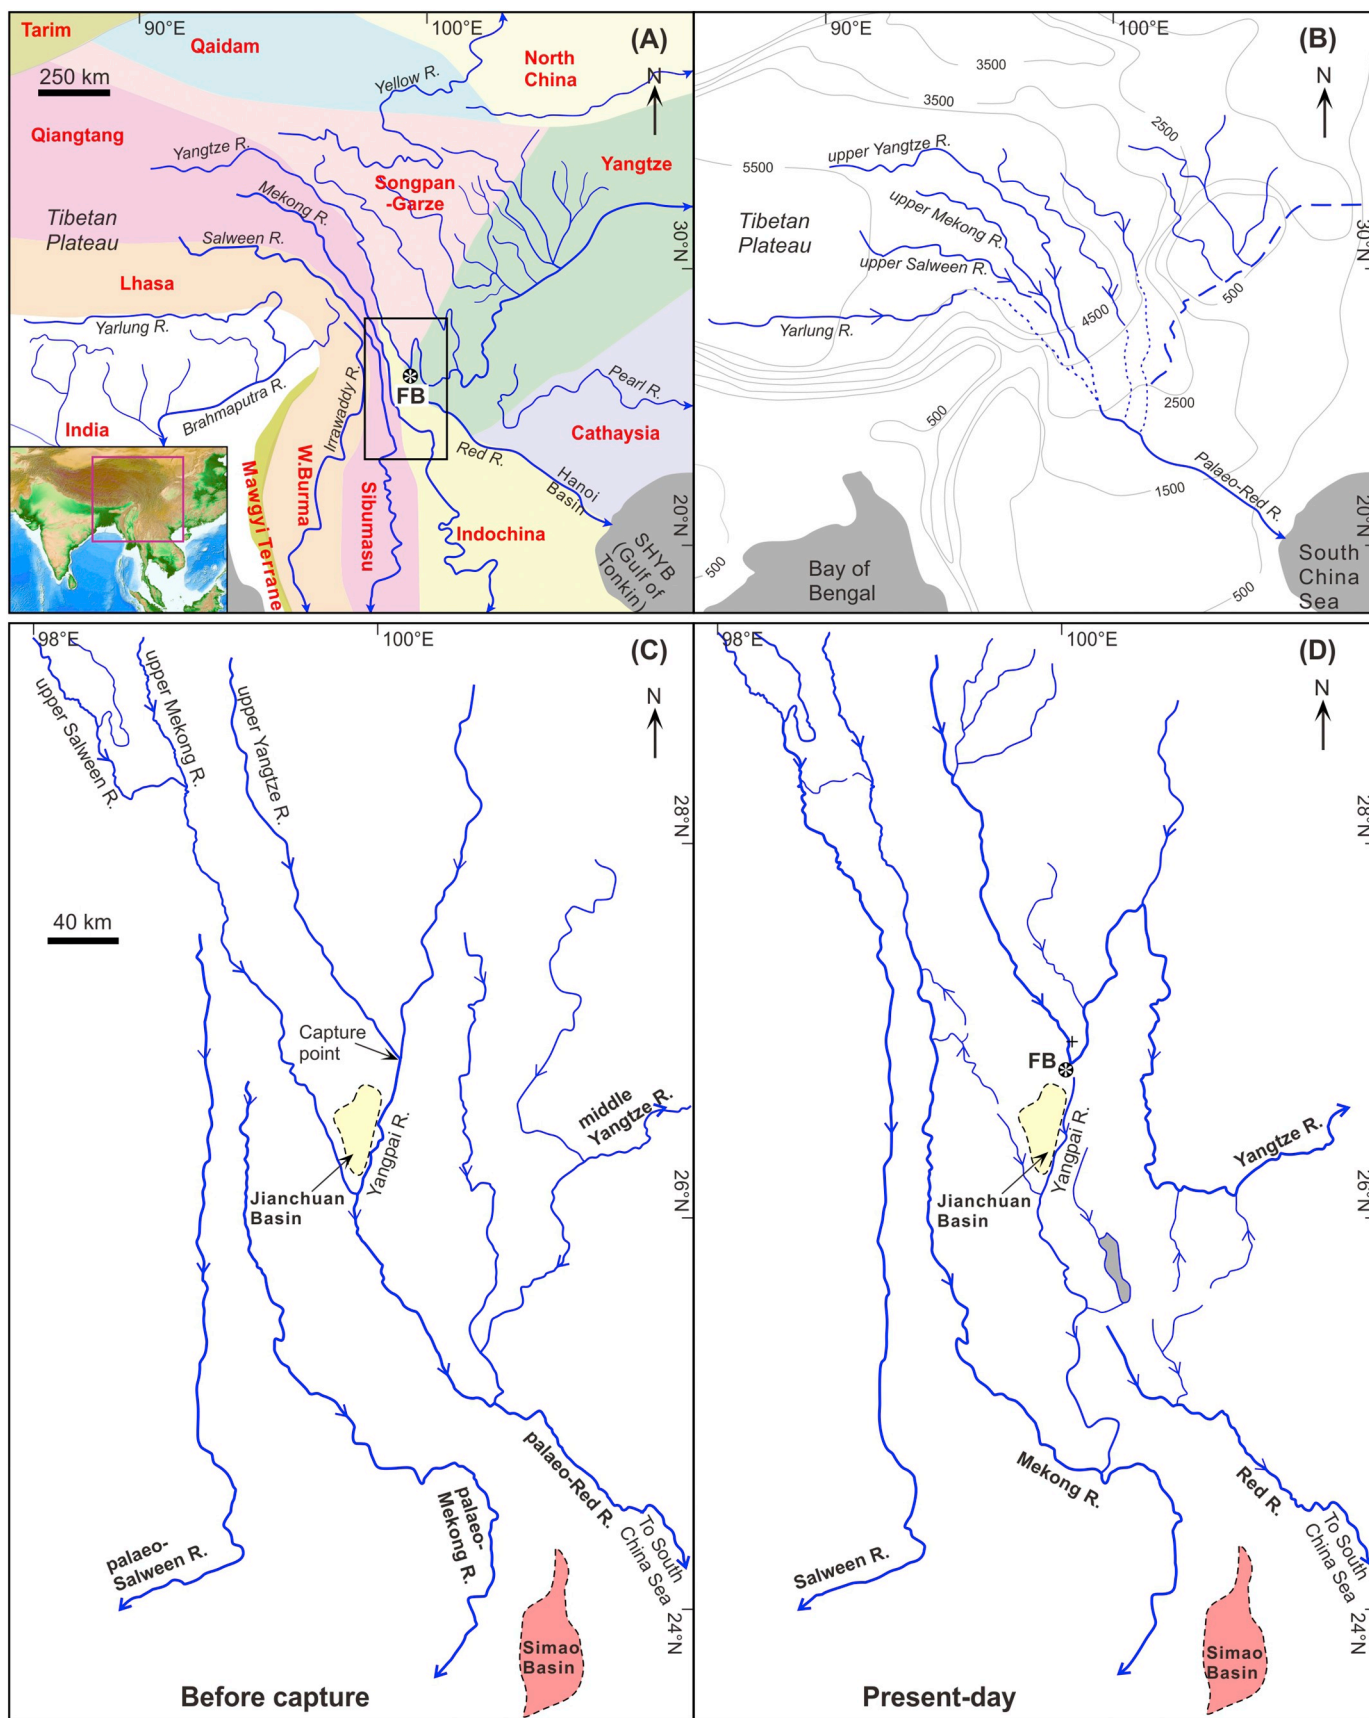 90°E
100°E
(A)
Tarim
Qaidam
North
China
250 km
Yellow R.
N
Qiangtang
Yangtze R.
Yangtze
Songpan
-Garze
Mekong R.
Tibetan
Plateau
Salween R.
30°N
Lhasa
Yarlung R.
Irrawaddy R.
FB
Pearl R.
Brahmaputra R.
India
Red R.
Cathaysia
Hanoi
Basin
Mawgyi Terrane
W.Burma
Sibumasu
Indochina
20°N
SHYB
(Gulf of
Tonkin)
90°E
100°E
(B)
3500
3500
2500
N
upper Yangtze R.
5500
upper Mekong R.
Tibetan
Plateau
30°N
upper Salween R.
500
4500
Yarlung R.
2500
500
Palaeo-Red R.
1500
20°N
Bay of
Bengal
500
500
South
China
Sea
98°E
100°E
(C)
N
upper Salween R.
upper Mekong R.
upper Yangtze R.
28°N
40 km
Capture
point
middle
Yangtze R.
Yangpai R.
Jianchuan
Basin
26°N
palaeo-Red R.
palaeo-
Mekong R.
palaeo-
Salween R.
To South
China Sea
24°N
Simao
Basin
Before capture
98°E
100°E
(D)
N
28°N
FB
Yangtze R.
Yangpai R.
Jianchuan
Basin
26°N
Mekong R.
Red R.
Salween R.
To South
China Sea
24°N
Simao
Basin
Present-day